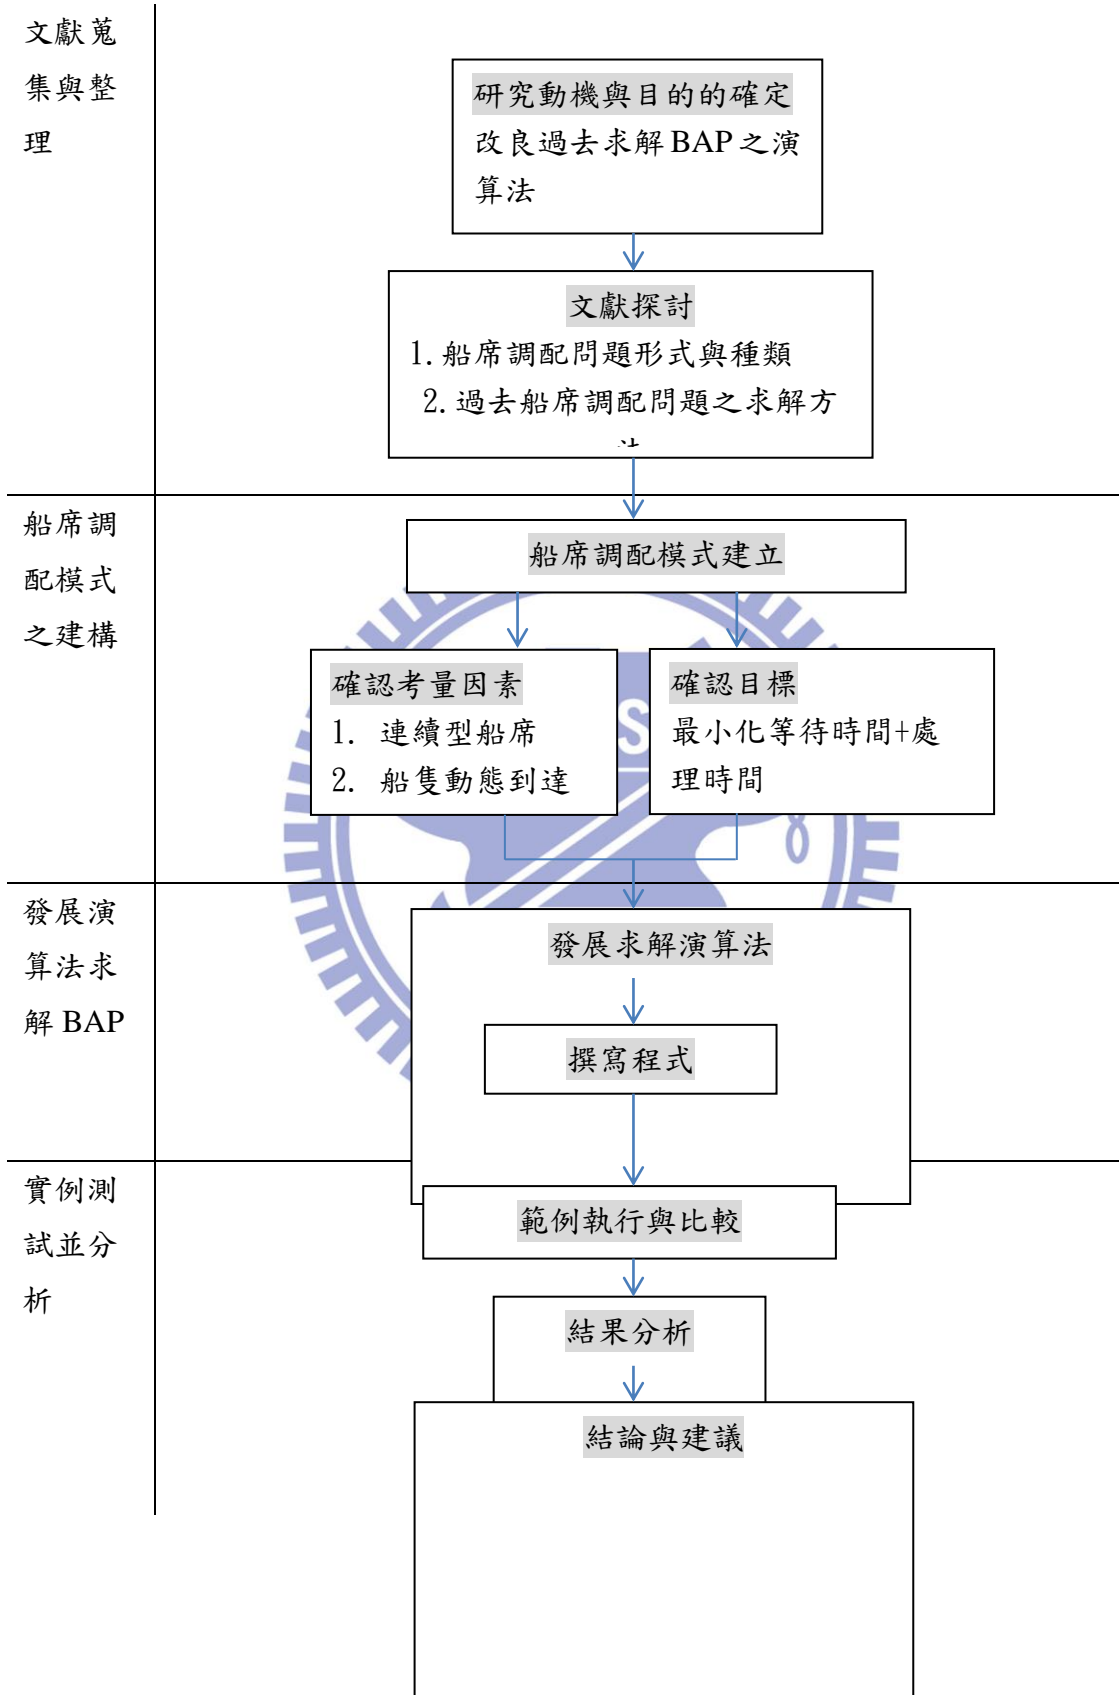 文獻蒐
集與整
理
研究動機與目的的確定
改良過去求解 BAP 之演
算法
文獻探討
1. 船席調配問題形式與種類
2. 過去船席調配問題之求解方
船席調
配模式
之建構
船席調配模式建立
確認考量因素
1. 連續型船席
2. 船隻動態到達
確認目標
最小化等待時間+處
理時間
S
發展演
算法求
解 BAP
發展求解演算法
撰寫程式
實例測
試並分
析
範例執行與比較
結果分析
結論與建議